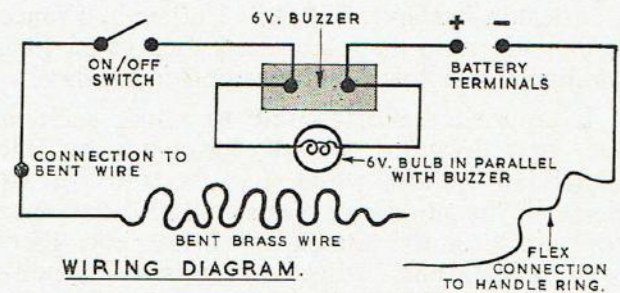 6V. BUZZER
+ −
ON/OFF
SWITCH
BATTERY
TERMINALS
CONNECTION TO
BENT WIRE
6V. BULB IN PARALLEL
WITH BUZZER
BENT BRASS WIRE
WIRING DIAGRAM.
FLEX
CONNECTION
TO HANDLE RING.